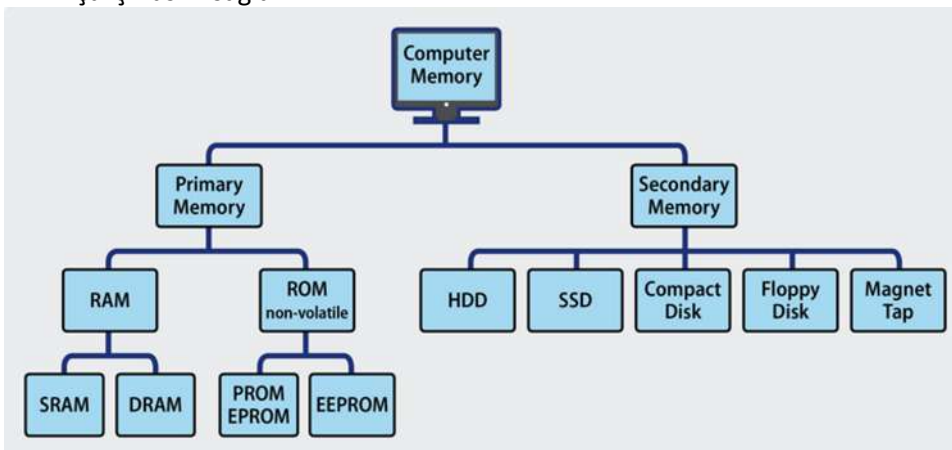 Computer
Memory
Primary
Memory
Secondary
Memory
RAM
ROM
non-volatile
HDD
SSD
Compact
Disk
Floppy
Disk
Magnet
Tap
SRAM
DRAM
PROM
EPROM
EEPROM